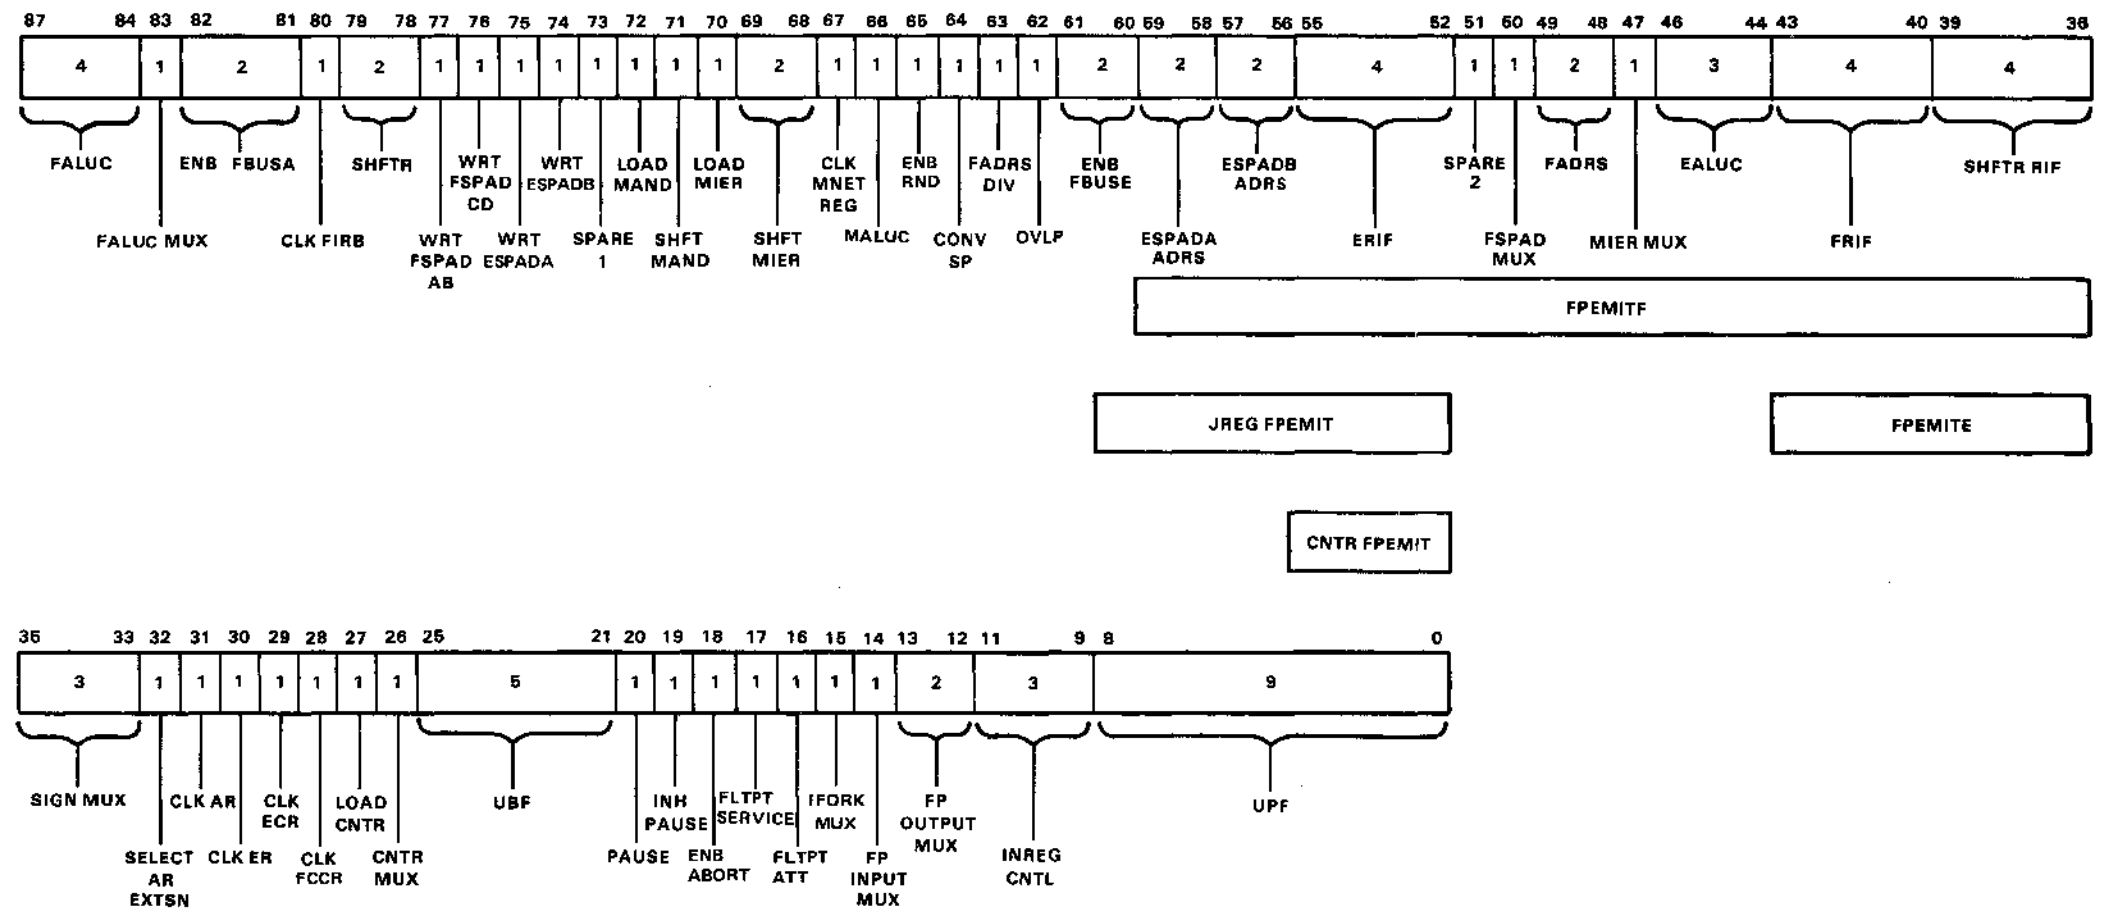 87 84 83 82 81 80 79 78 77 76 75 74 73 72 71 70 69 68 67 66 65 64 63 62 61 60 59 58 57 56 55 52 51 50 49 48 47 46 44 43 40 39 36
4 1 2 1 2 1 1 1 1 1 1 1 1 2 1 1 1 1 1 1 2 2 2 4 1 1 2 1 3 4 4
FALUC ENB FBUSA SHFTR WRT FSPAD CD WRT ESPADB LOAD MAND LOAD MIER CLK MNET REG ENB RND FADRS DIV ENB FBUSE ESPADB ADRS SPARE 2 FADRS EALUC SHFTR RIF
FALUC MUX CLK FIRB WRT FSPAD AB WRT ESPADA SPARE 1 SHFT MAND SHFT MIER MALUC CONV SP OVLP ESPADA ADRS ERIF FSPAD MUX MIER MUX FRIF
FPEMITF
JREG FPEMIT FPEMITE
CNTR FPEMIT
35 33 32 31 30 29 28 27 26 25 21 20 19 18 17 16 15 14 13 12 11 9 8 0
3 1 1 1 1 1 1 1 5 1 1 1 1 1 1 1 2 3 9
SIGN MUX CLK AR CLK ECR LOAD CNTR UBF INH PAUSE FLTPT SERVICE IFORK MUX FP OUTPUT MUX UPF
SELECT AR EXTSN CLK ER CLK FCCR CNTR MUX PAUSE ENB ABORT FLTPT ATT FP INPUT MUX INREG CNTL